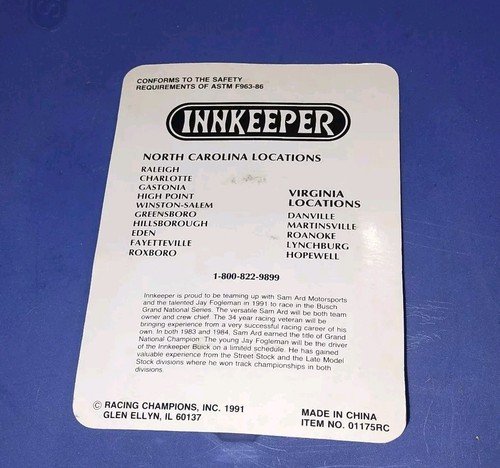 CONFORMS TO THE SAFETY
REQUIREMENTS OF ASTM F963-86
INNKEEPER
NORTH CAROLINA LOCATIONS
RALEIGH
CHARLOTTE
GASTONIA
HIGH POINT
WINSTON-SALEM
GREENSBORO
HILLSBOROUGH
EDEN
FAYETTEVILLE
ROXBORO
VIRGINIA
LOCATIONS
DANVILLE
MARTINSVILLE
ROANOKE
LYNCHBURG
HOPEWELL
1-800-822-9899
Innkeeper is proud to be teaming up with Sam Ard Motorsports
and the talented Jay Fogleman in 1991 to race in the Busch
Grand National Series. The versatile Sam Ard will be both team
owner and crew chief. The 34 year racing veteran will be
bringing experience from a very successful racing career of his
own. In both 1983 and 1984, Sam Ard earned the title of Grand
National Champion. The young Jay Fogleman will be the driver
of the Innkeeper Buick on a limited schedule. He has gained
valuable experience from the Street Stock and the Late Model
Stock divisions where he won track championships in both
divisions.
© RACING CHAMPIONS, INC. 1991
GLEN ELLYN, IL 60137
MADE IN CHINA
ITEM NO. 01175RC